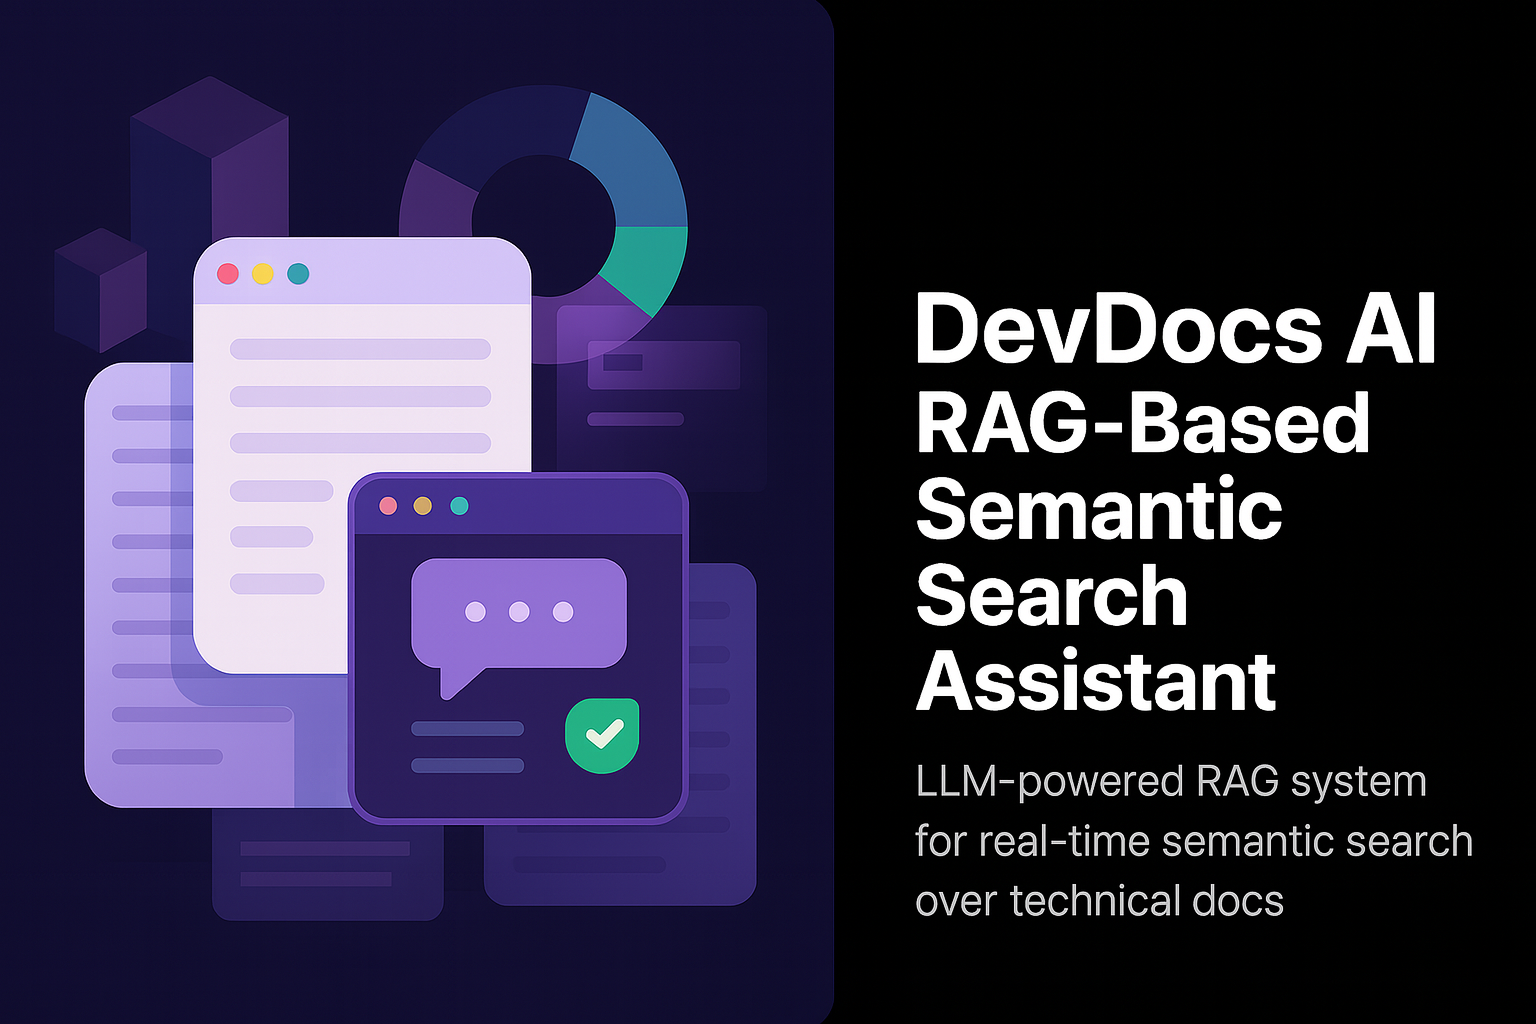 DevDocs AI
RAG-Based
Semantic
Search
Assistant
LLM-powered RAG system
for real-time semantic search
over technical docs